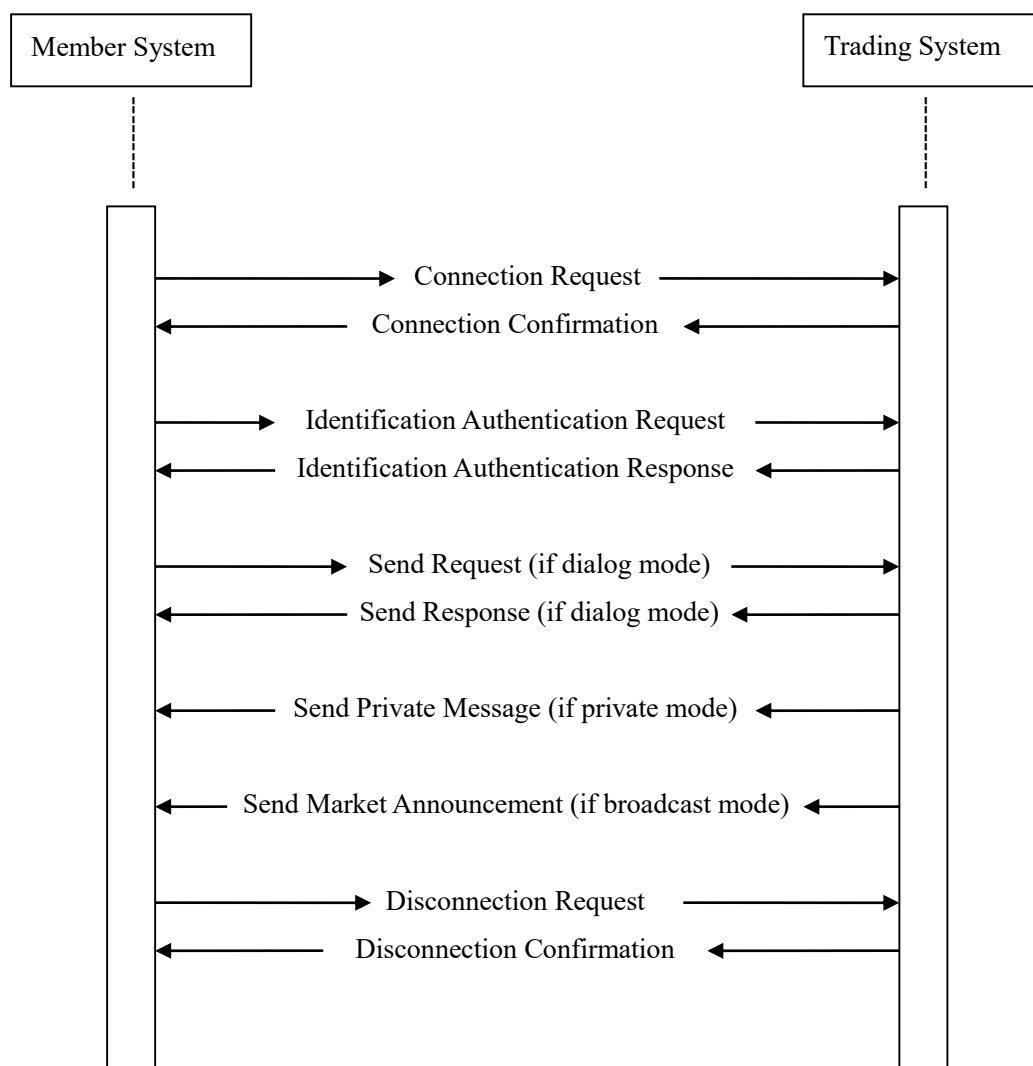 Member System
Trading System
Connection Request
Connection Confirmation
Identification Authentication Request
Identification Authentication Response
Send Request (if dialog mode)
Send Response (if dialog mode)
Send Private Message (if private mode)
Send Market Announcement (if broadcast mode)
Disconnection Request
Disconnection Confirmation